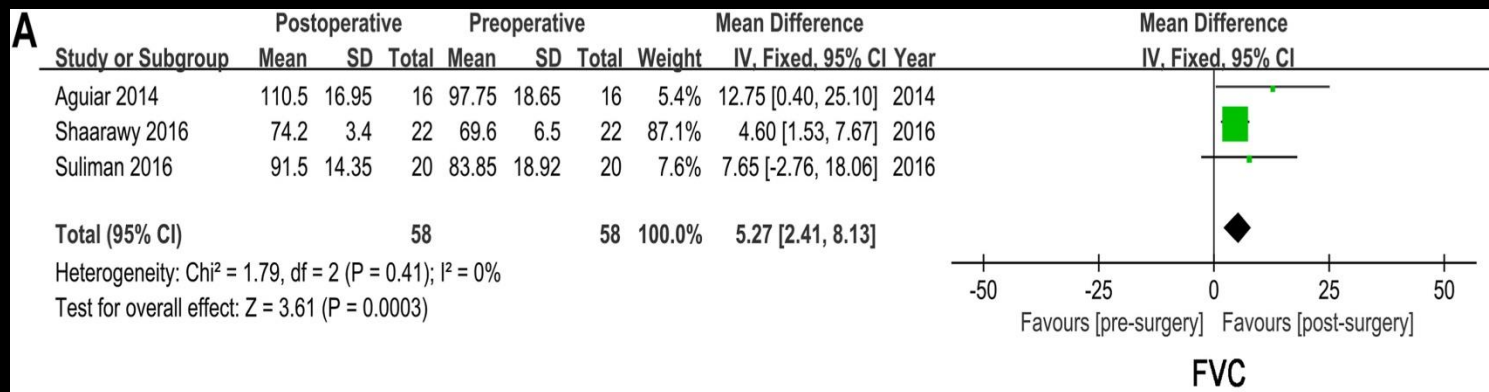 A
Postoperative Preoperative Mean Difference Mean Difference
Study or Subgroup Mean SD Total Mean SD Total Weight IV, Fixed, 95% CI Year IV, Fixed, 95% CI
Aguiar 2014 110.5 16.95 16 97.75 18.65 16 5.4% 12.75 [0.40, 25.10] 2014
Shaarawy 2016 74.2 3.4 22 69.6 6.5 22 87.1% 4.60 [1.53, 7.67] 2016
Suliman 2016 91.5 14.35 20 83.85 18.92 20 7.6% 7.65 [-2.76, 18.06] 2016
Total (95% CI) 58 58 100.0% 5.27 [2.41, 8.13]
Heterogeneity: Chi² = 1.79, df = 2 (P = 0.41); I² = 0%
Test for overall effect: Z = 3.61 (P = 0.0003)
-50 -25 0 25 50
Favours [pre-surgery] Favours [post-surgery]
FVC